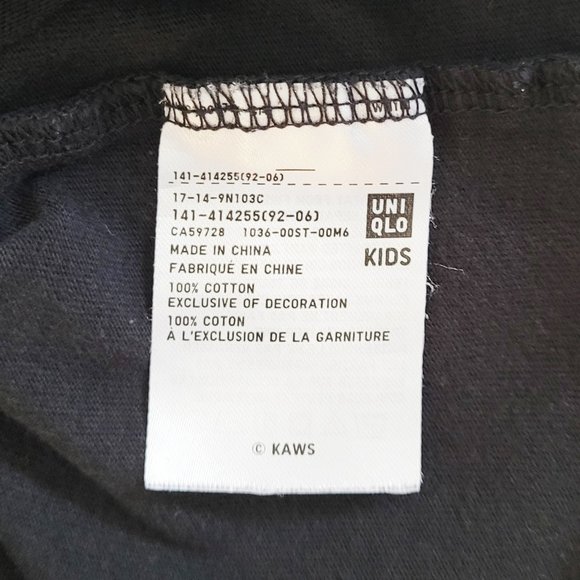 141-414255(92-06)
17-14-9N103C
141-414255(92-06)
CA59728 1036-00ST-00M6
MADE IN CHINA
FABRIQUÉ EN CHINE
100% COTTON
EXCLUSIVE OF DECORATION
100% COTON
À L'EXCLUSION DE LA GARNITURE
UNI
QLO
KIDS
© KAWS